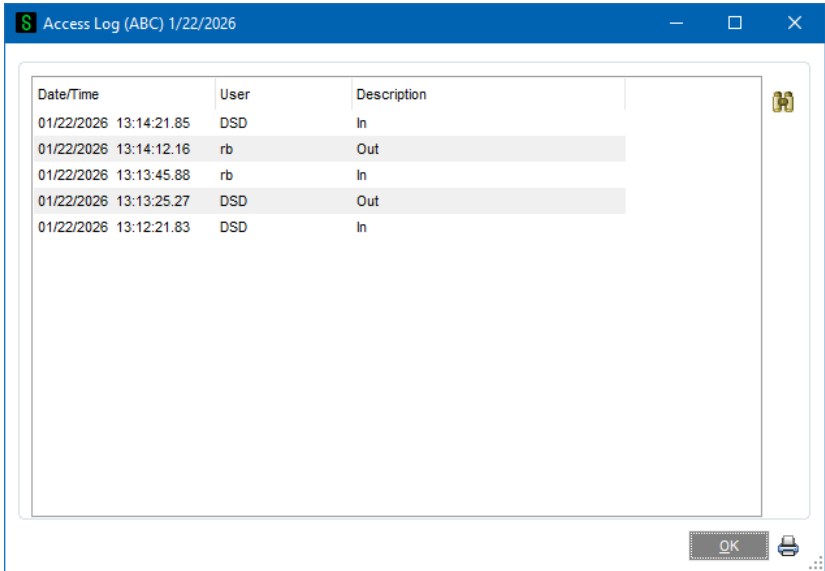 S Access Log (ABC) 1/22/2026
Date/Time User Description
01/22/2026 13:14:21.85 DSD In
01/22/2026 13:14:12.16 rb Out
01/22/2026 13:13:45.88 rb In
01/22/2026 13:13:25.27 DSD Out
01/22/2026 13:12:21.83 DSD In
OK